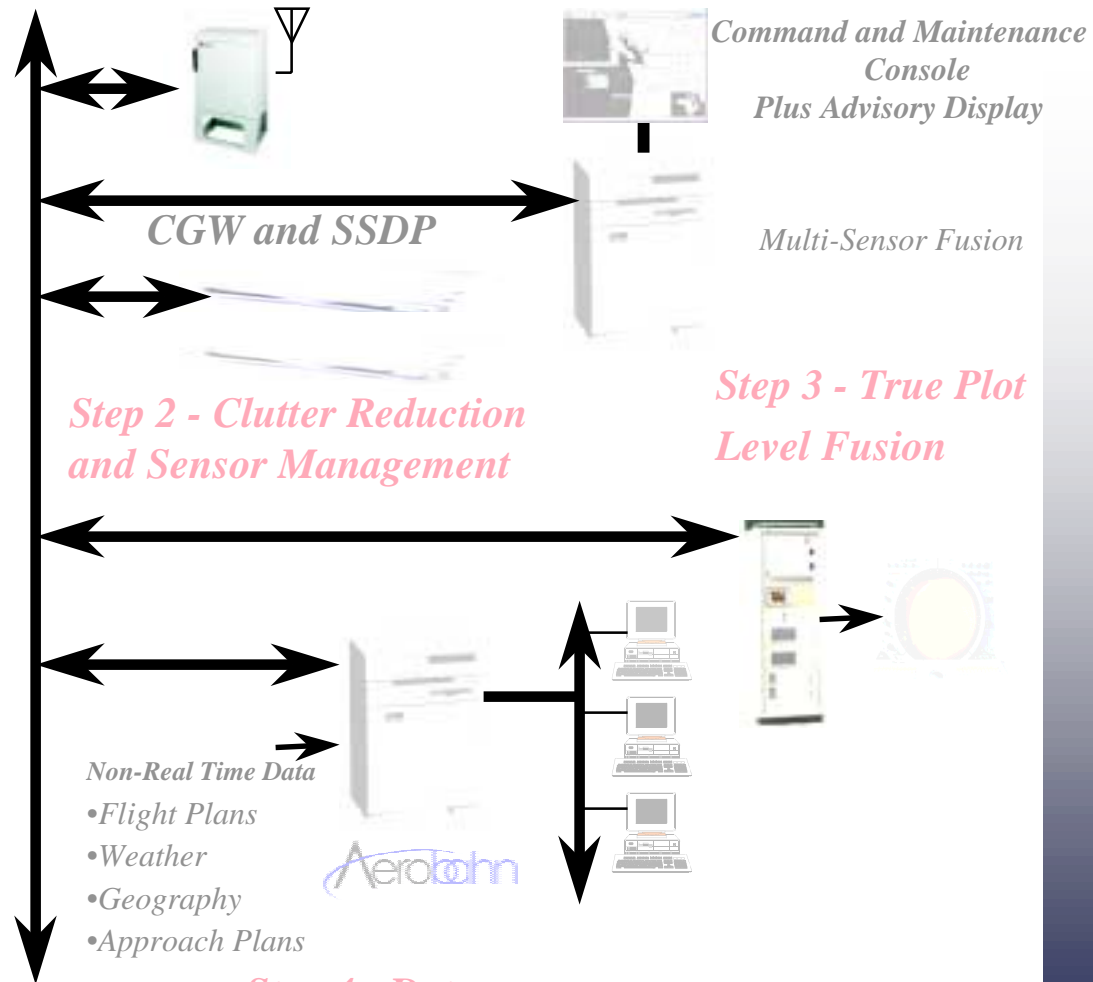 Command and Maintenance
Console
Plus Advisory Display
CGW and SSDP
Multi-Sensor Fusion
Step 2 - Clutter Reduction
and Sensor Management
Step 3 - True Plot
Level Fusion
Non-Real Time Data
•Flight Plans
•Weather
•Geography
•Approach Plans
Aerobahn